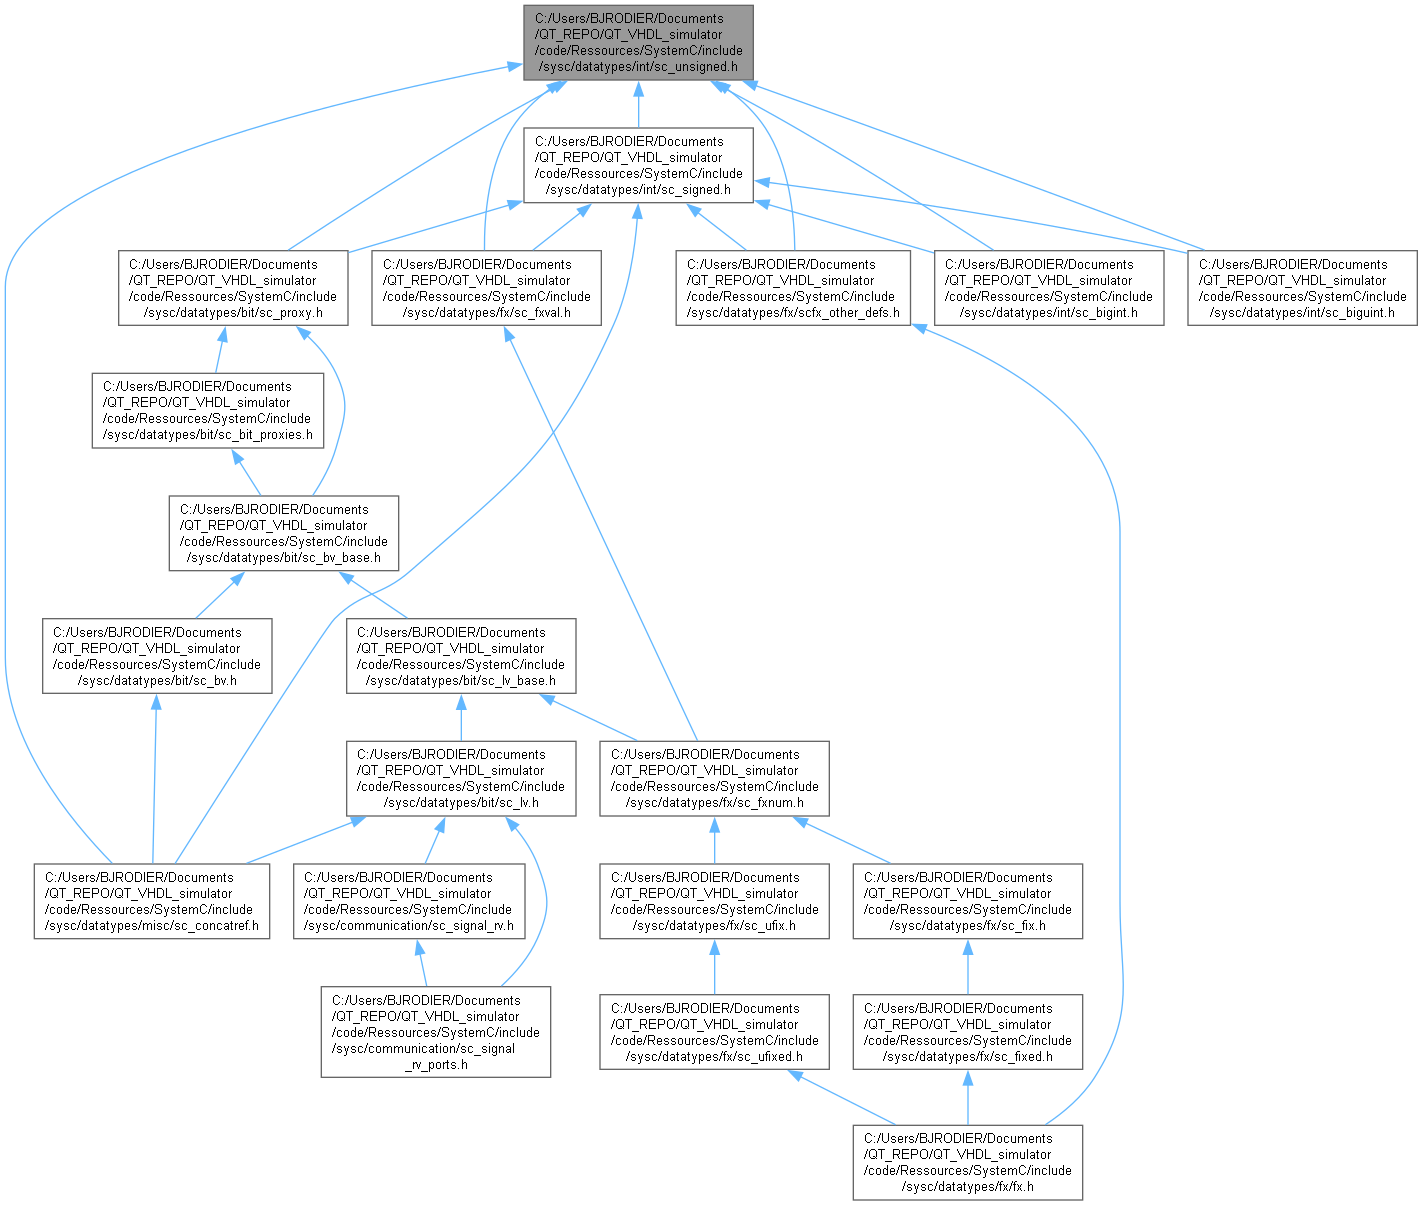 C:/Users/BJRODIER/Documents
/QT_REPO/QT_VHDL_simulator
/code/Ressources/SystemC/include
/sysc/datatypes/int/sc_unsigned.h
C:/Users/BJRODIER/Documents
/QT_REPO/QT_VHDL_simulator
/code/Ressources/SystemC/include
/sysc/datatypes/int/sc_signed.h
C:/Users/BJRODIER/Documents
/QT_REPO/QT_VHDL_simulator
/code/Ressources/SystemC/include
/sysc/datatypes/bit/sc_proxy.h
C:/Users/BJRODIER/Documents
/QT_REPO/QT_VHDL_simulator
/code/Ressources/SystemC/include
/sysc/datatypes/fx/sc_fxval.h
C:/Users/BJRODIER/Documents
/QT_REPO/QT_VHDL_simulator
/code/Ressources/SystemC/include
/sysc/datatypes/fx/scfx_other_defs.h
C:/Users/BJRODIER/Documents
/QT_REPO/QT_VHDL_simulator
/code/Ressources/SystemC/include
/sysc/datatypes/int/sc_bigint.h
C:/Users/BJRODIER/Documents
/QT_REPO/QT_VHDL_simulator
/code/Ressources/SystemC/include
/sysc/datatypes/int/sc_biguint.h
C:/Users/BJRODIER/Documents
/QT_REPO/QT_VHDL_simulator
/code/Ressources/SystemC/include
/sysc/datatypes/bit/sc_bit_proxies.h
C:/Users/BJRODIER/Documents
/QT_REPO/QT_VHDL_simulator
/code/Ressources/SystemC/include
/sysc/datatypes/bit/sc_bv_base.h
C:/Users/BJRODIER/Documents
/QT_REPO/QT_VHDL_simulator
/code/Ressources/SystemC/include
/sysc/datatypes/bit/sc_bv.h
C:/Users/BJRODIER/Documents
/QT_REPO/QT_VHDL_simulator
/code/Ressources/SystemC/include
/sysc/datatypes/bit/sc_lv_base.h
C:/Users/BJRODIER/Documents
/QT_REPO/QT_VHDL_simulator
/code/Ressources/SystemC/include
/sysc/datatypes/bit/sc_lv.h
C:/Users/BJRODIER/Documents
/QT_REPO/QT_VHDL_simulator
/code/Ressources/SystemC/include
/sysc/datatypes/fx/sc_fxnum.h
C:/Users/BJRODIER/Documents
/QT_REPO/QT_VHDL_simulator
/code/Ressources/SystemC/include
/sysc/datatypes/misc/sc_concatref.h
C:/Users/BJRODIER/Documents
/QT_REPO/QT_VHDL_simulator
/code/Ressources/SystemC/include
/sysc/communication/sc_signal_rv.h
C:/Users/BJRODIER/Documents
/QT_REPO/QT_VHDL_simulator
/code/Ressources/SystemC/include
/sysc/datatypes/fx/sc_ufix.h
C:/Users/BJRODIER/Documents
/QT_REPO/QT_VHDL_simulator
/code/Ressources/SystemC/include
/sysc/datatypes/fx/sc_fix.h
C:/Users/BJRODIER/Documents
/QT_REPO/QT_VHDL_simulator
/code/Ressources/SystemC/include
/sysc/communication/sc_signal
_rv_ports.h
C:/Users/BJRODIER/Documents
/QT_REPO/QT_VHDL_simulator
/code/Ressources/SystemC/include
/sysc/datatypes/fx/sc_ufixed.h
C:/Users/BJRODIER/Documents
/QT_REPO/QT_VHDL_simulator
/code/Ressources/SystemC/include
/sysc/datatypes/fx/sc_fixed.h
C:/Users/BJRODIER/Documents
/QT_REPO/QT_VHDL_simulator
/code/Ressources/SystemC/include
/sysc/datatypes/fx/fx.h